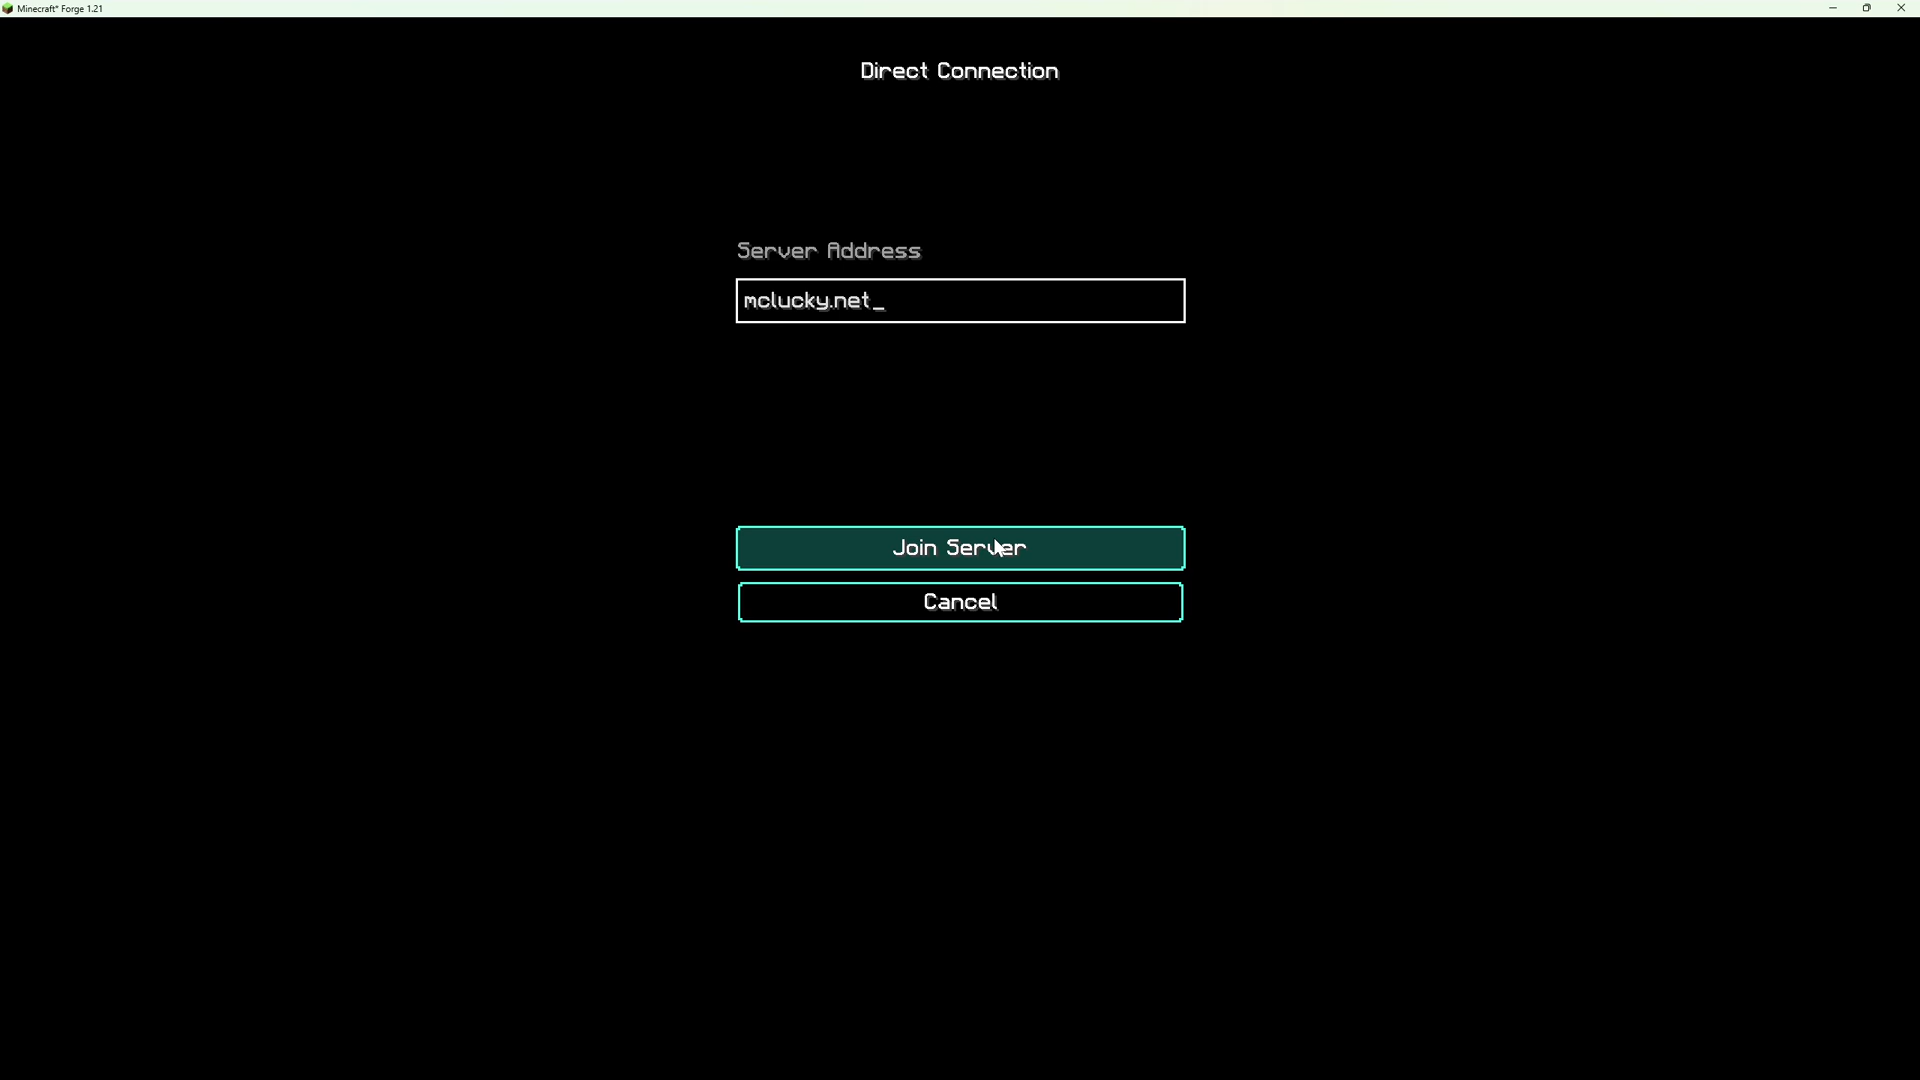 Minecraft* Forge 1.21
Direct Connection
Server Address
mclucky.net_
Join Server
Cancel